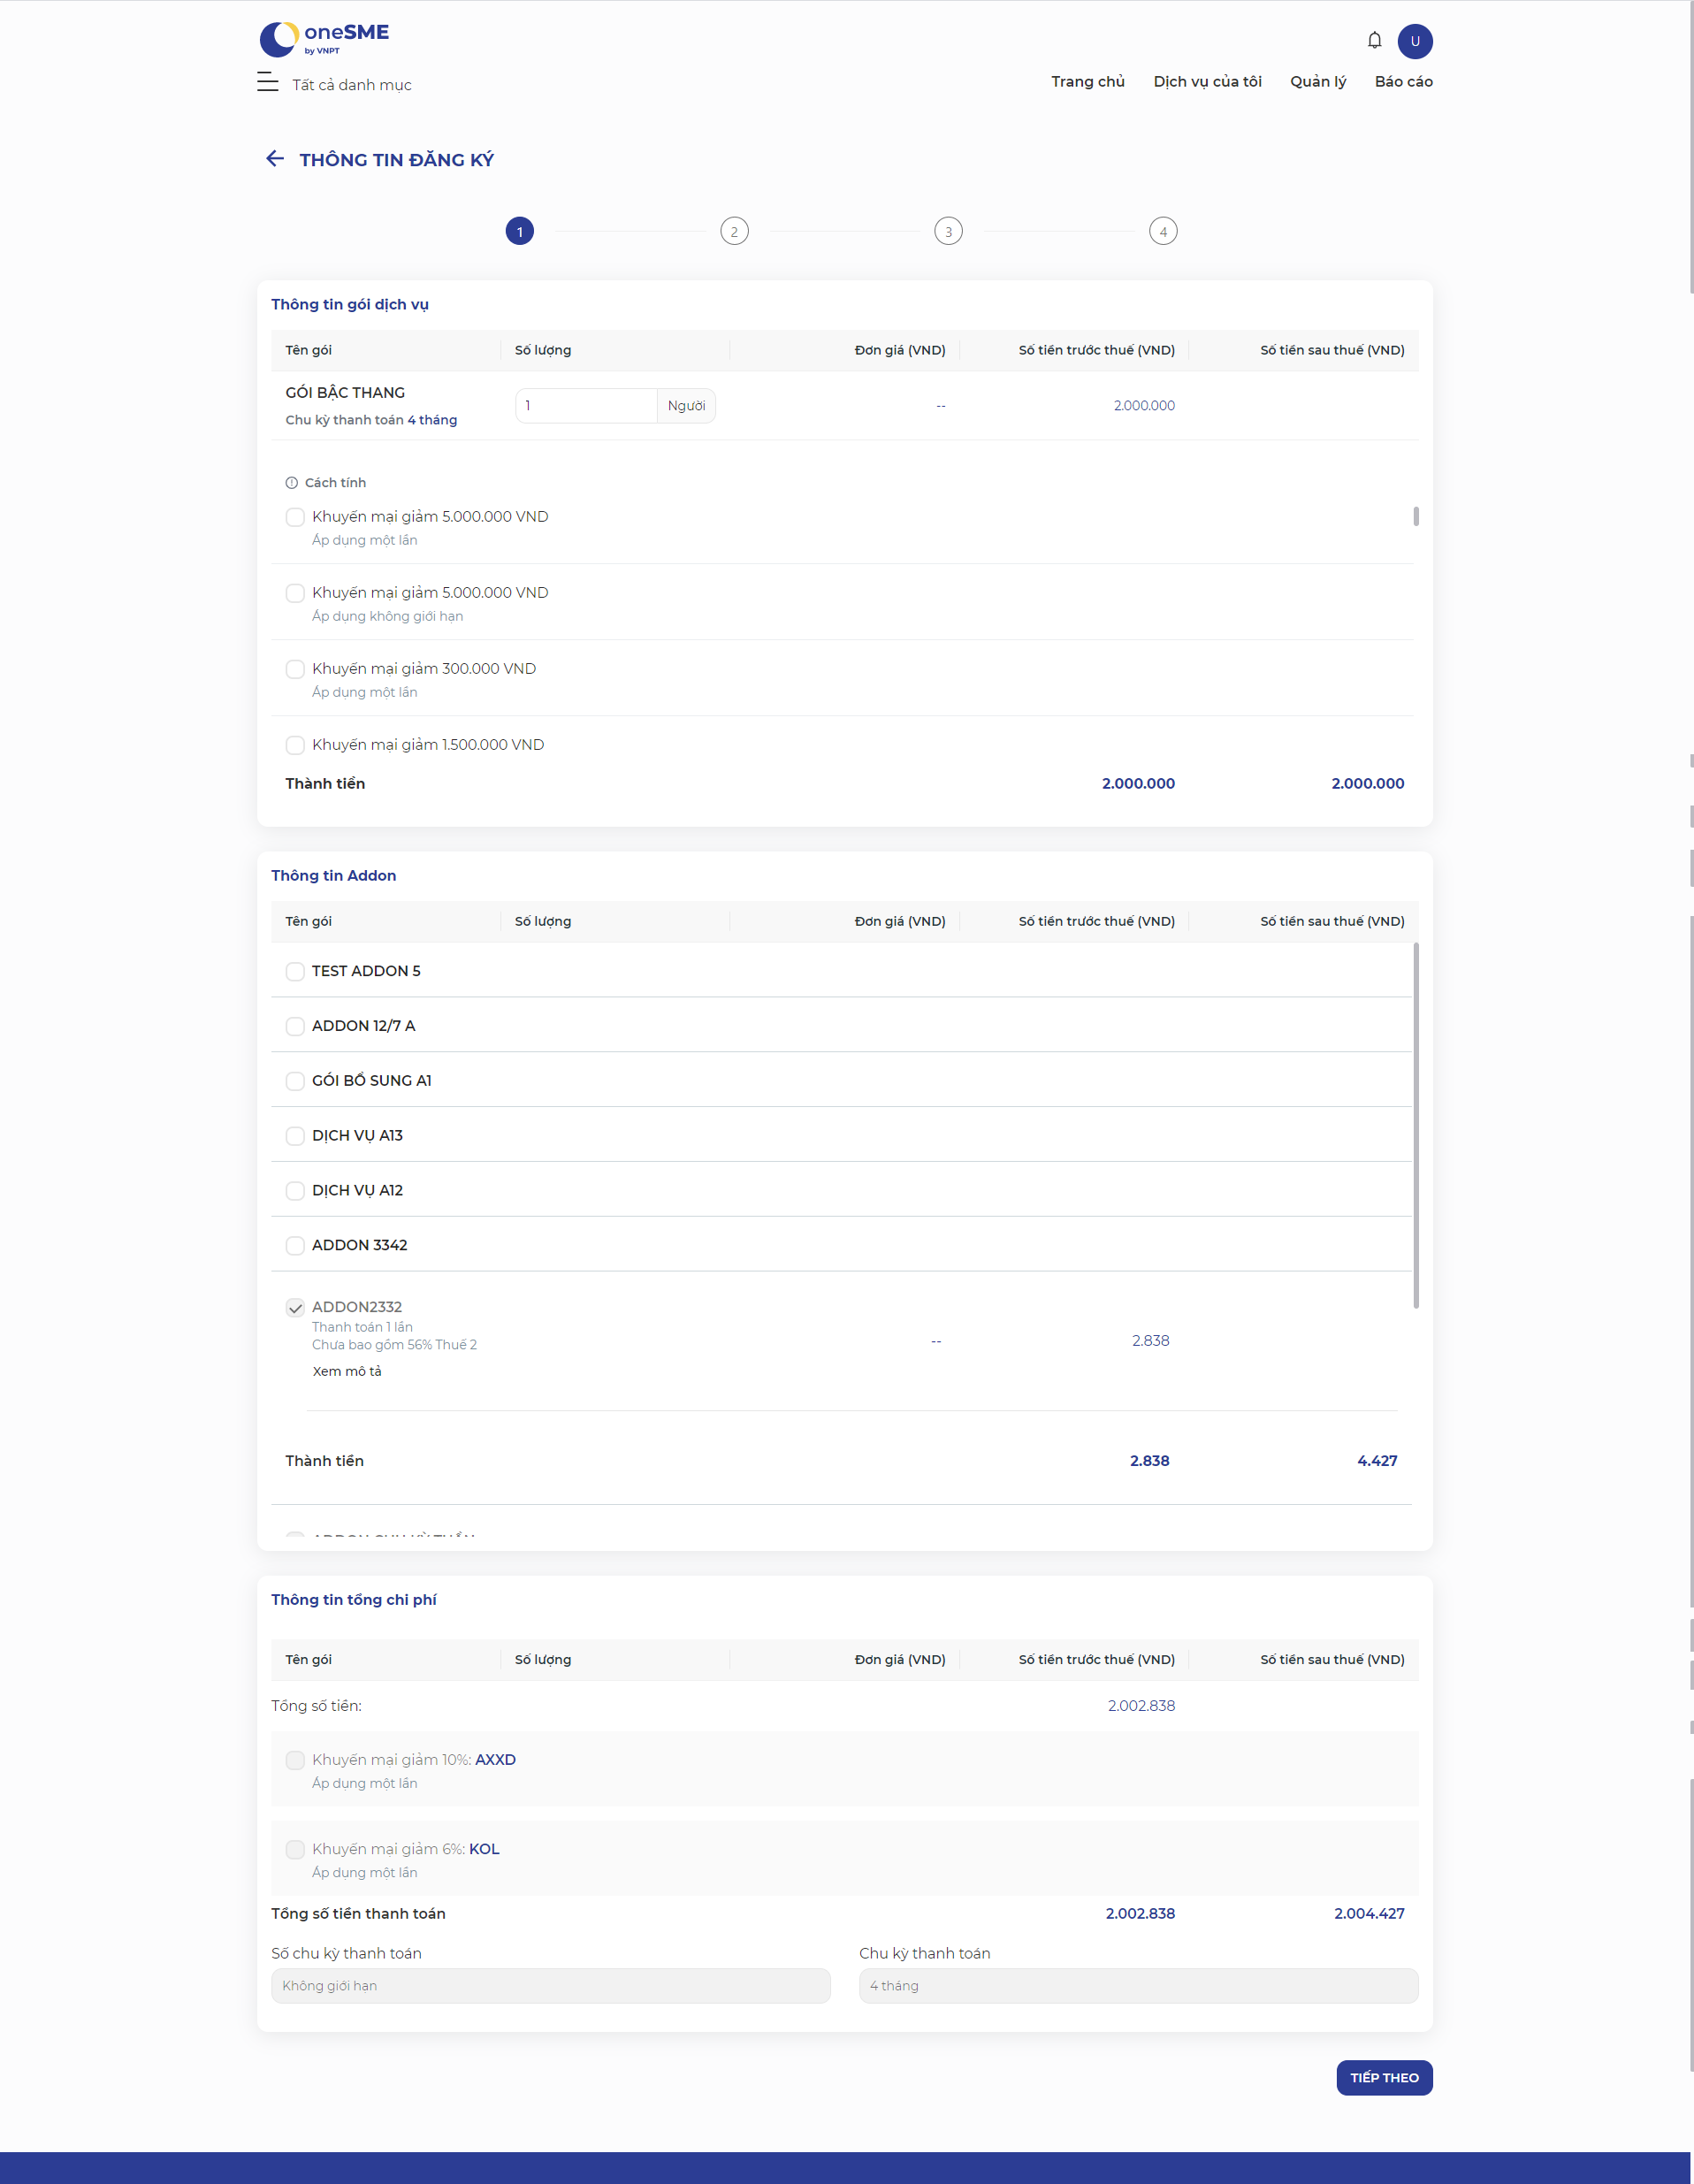 oneSME
by VNPT
U
Tất cả danh mục
Trang chủ Dịch vụ của tôi Quản lý Báo cáo
THÔNG TIN ĐĂNG KÝ
1 2 3 4
Thông tin gói dịch vụ
Tên gói Số lượng Đơn giá (VND) Số tiền trước thuế (VND) Số tiền sau thuế (VND)
GÓI BẬC THANG
Chu kỳ thanh toán 4 tháng
1 Người -- 2.000.000
Cách tính
Khuyến mại giảm 5.000.000 VND
Áp dụng một lần
Khuyến mại giảm 5.000.000 VND
Áp dụng không giới hạn
Khuyến mại giảm 300.000 VND
Áp dụng một lần
Khuyến mại giảm 1.500.000 VND
Thành tiền 2.000.000 2.000.000
Thông tin Addon
Tên gói Số lượng Đơn giá (VND) Số tiền trước thuế (VND) Số tiền sau thuế (VND)
TEST ADDON 5
ADDON 12/7 A
GÓI BỔ SUNG A1
DỊCH VỤ A13
DỊCH VỤ A12
ADDON 3342
ADDON2332
Thanh toán 1 lần
Chưa bao gồm 56% Thuế 2
-- 2.838
Xem mô tả
Thành tiền 2.838 4.427
Thông tin tổng chi phí
Tên gói Số lượng Đơn giá (VND) Số tiền trước thuế (VND) Số tiền sau thuế (VND)
Tổng số tiền: 2.002.838
Khuyến mại giảm 10%: AXXD
Áp dụng một lần
Khuyến mại giảm 6%: KOL
Áp dụng một lần
Tổng số tiền thanh toán 2.002.838 2.004.427
Số chu kỳ thanh toán Chu kỳ thanh toán
Không giới hạn 4 tháng
TIẾP THEO